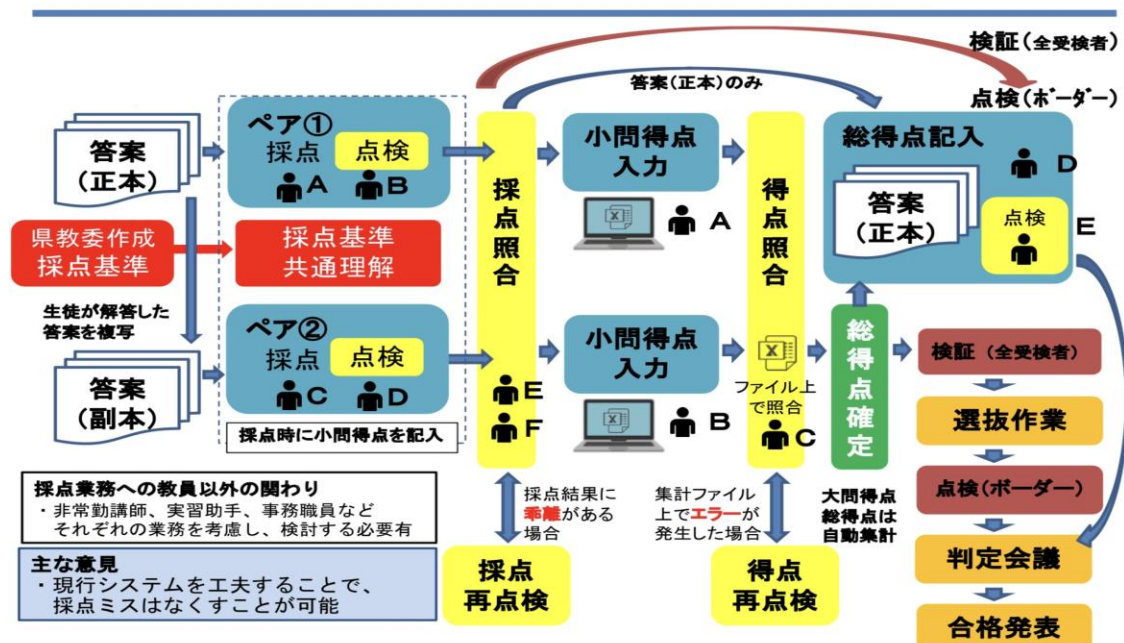 検証（全受検者）
点検（ﾎﾞｰﾀﾞｰ）
答案（正本）のみ
答案
（正本）
ペア①
採点
点検
A
B
採点照合
小問得点
入力
A
得点照合
総得点記入
D
答案
（正本）
点検
E
県教委作成
採点基準
採点基準
共通理解
生徒が解答した
答案を複写
答案
（副本）
ペア②
採点
点検
C
D
採点時に小問得点を記入
E
F
小問得点
入力
B
ファイル上
で照合
C
総得点確定
検証（全受検者）
選抜作業
点検（ボーダー）
判定会議
合格発表
採点業務への教員以外の関わり
・非常勤講師、実習助手、事務職員など
それぞれの業務を考慮し、検討する必要有
主な意見
・現行システムを工夫することで、
採点ミスはなくすことが可能
採点結果に
乖離がある
場合
採点
再点検
集計ファイル
上でエラーが
発生した場合
得点
再点検
大問得点
総得点は
自動集計